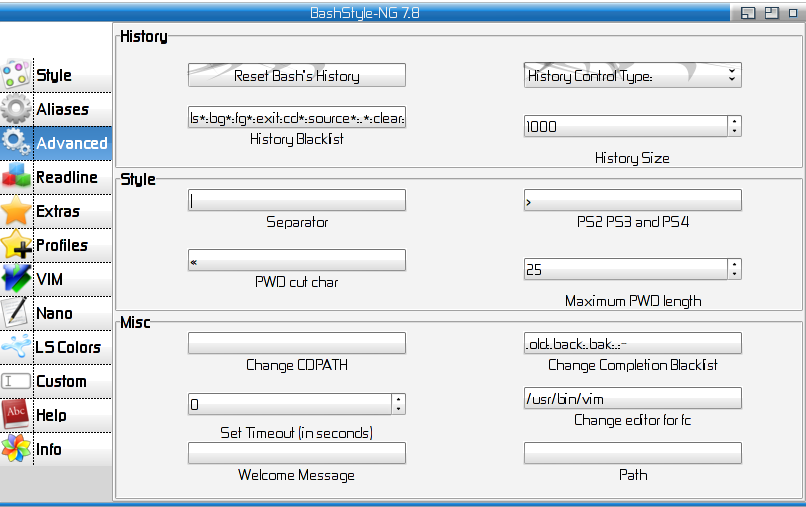 BashStyle-NG 7.8
Style
Aliases
Advanced
Readline
Extras
Profiles
VIM
Nano
LS Colors
Custom
Help
Info
History
Reset Bash's History
History Control Type:
ls*:bg*:fg*:exit:cd*:source*:.*:clear:
History Blacklist
1000
History Size
Style
|
Separator
>
PS2 PS3 and PS4
«
PWD cut char
25
Maximum PWD length
Misc
Change CDPATH
.old:.back:.bak:.:~
Change Completion Blacklist
0
Set Timeout (in seconds)
/usr/bin/vim
Change editor for fc
Welcome Message
Path
Abc